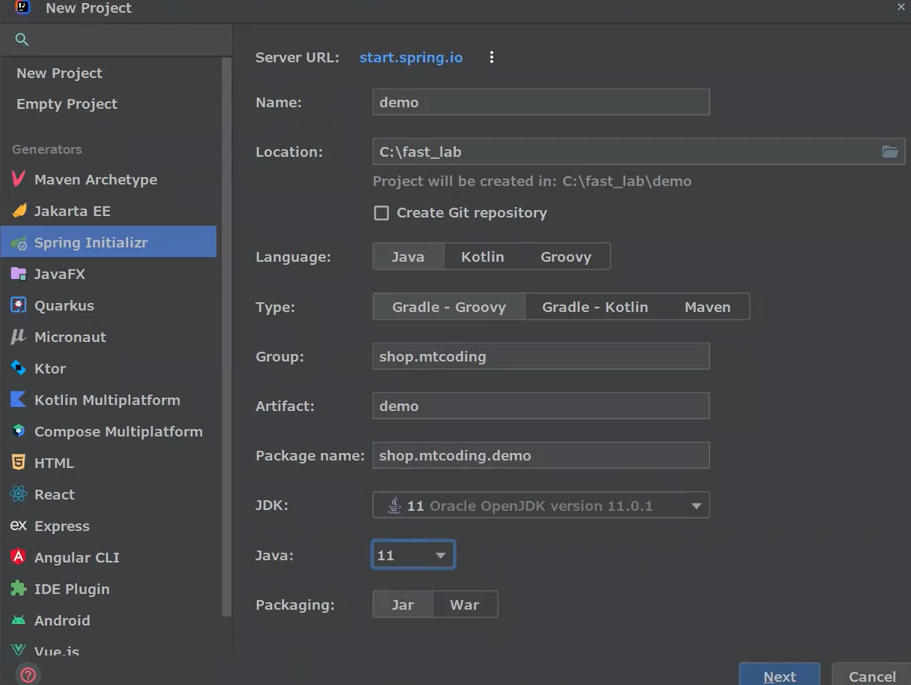 New Project
New Project
Empty Project
Generators
Maven Archetype
Jakarta EE
Spring Initializr
JavaFX
Quarkus
Micronaut
Ktor
Kotlin Multiplatform
Compose Multiplatform
HTML
React
ex Express
Angular CLI
IDE Plugin
Android
Vue.js
?
Server URL: start.spring.io
Name: demo
Location: C:\fast_lab
Project will be created in: C:\fast_lab\demo
Create Git repository
Language: Java Kotlin Groovy
Type: Gradle - Groovy Gradle - Kotlin Maven
Group: shop.mtcoding
Artifact: demo
Package name: shop.mtcoding.demo
JDK: 11 Oracle OpenJDK version 11.0.1
Java: 11
Packaging: Jar War
Next Cancel